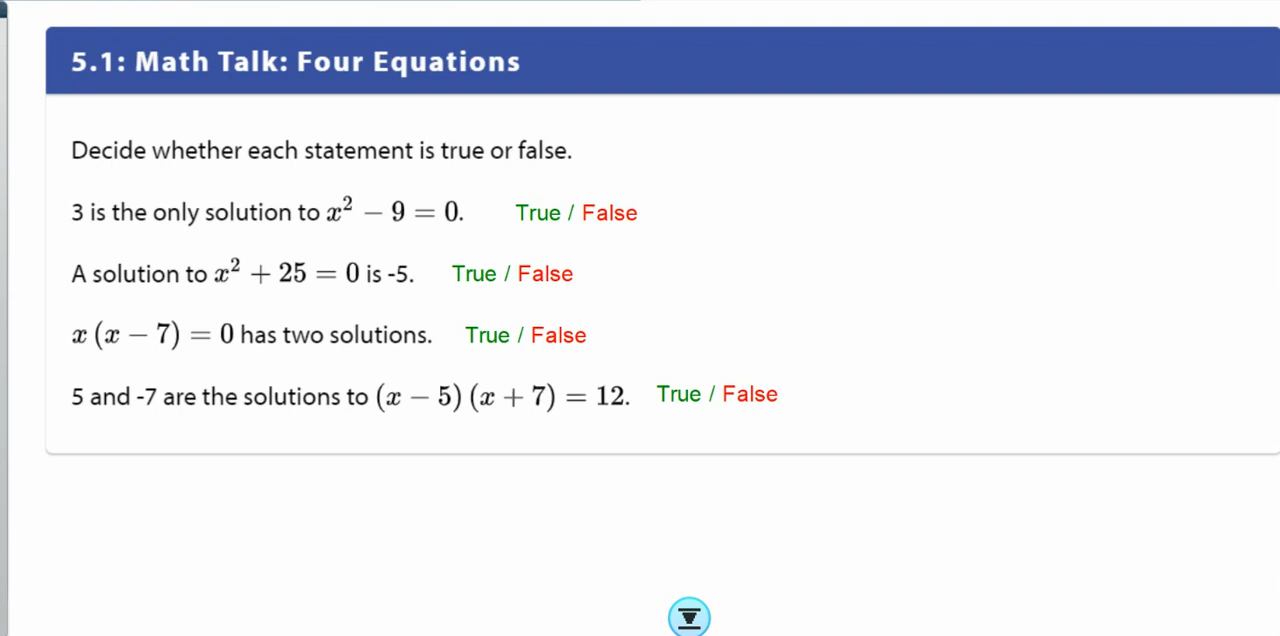 5.1: Math Talk: Four Equations
Decide whether each statement is true or false.
3 is the only solution to x² − 9 = 0. True / False
A solution to x² + 25 = 0 is -5. True / False
x (x − 7) = 0 has two solutions. True / False
5 and -7 are the solutions to (x − 5) (x + 7) = 12. True / False